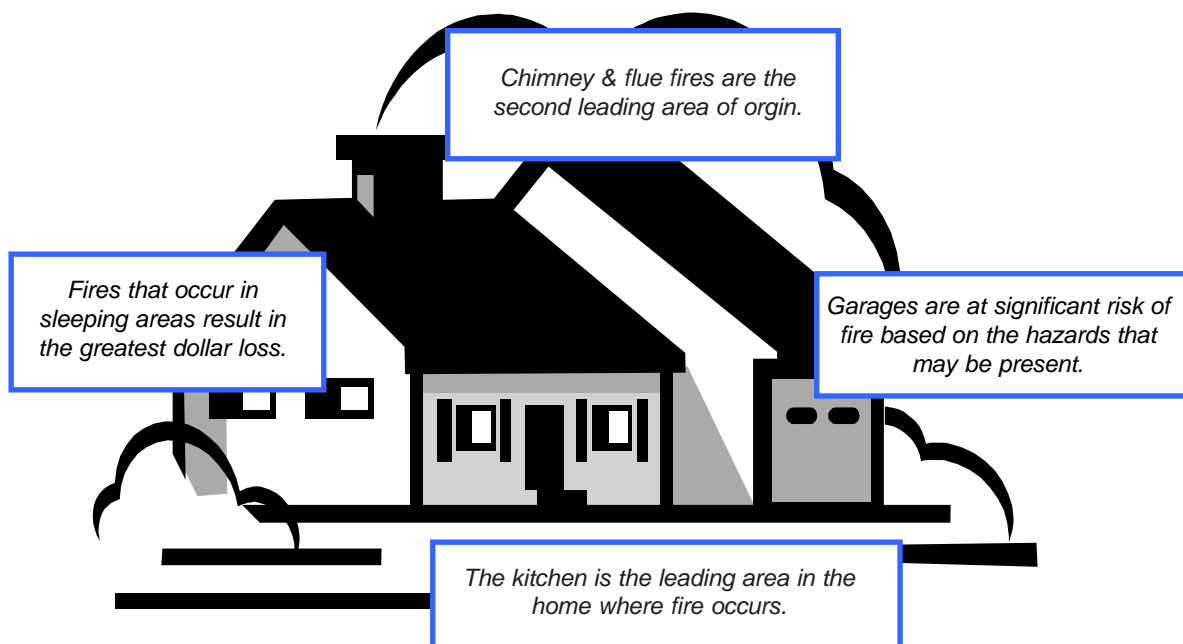 Chimney & flue fires are the
second leading area of orgin.
Fires that occur in
sleeping areas result in
the greatest dollar loss.
Garages are at significant risk of
fire based on the hazards that
may be present.
The kitchen is the leading area in the
home where fire occurs.